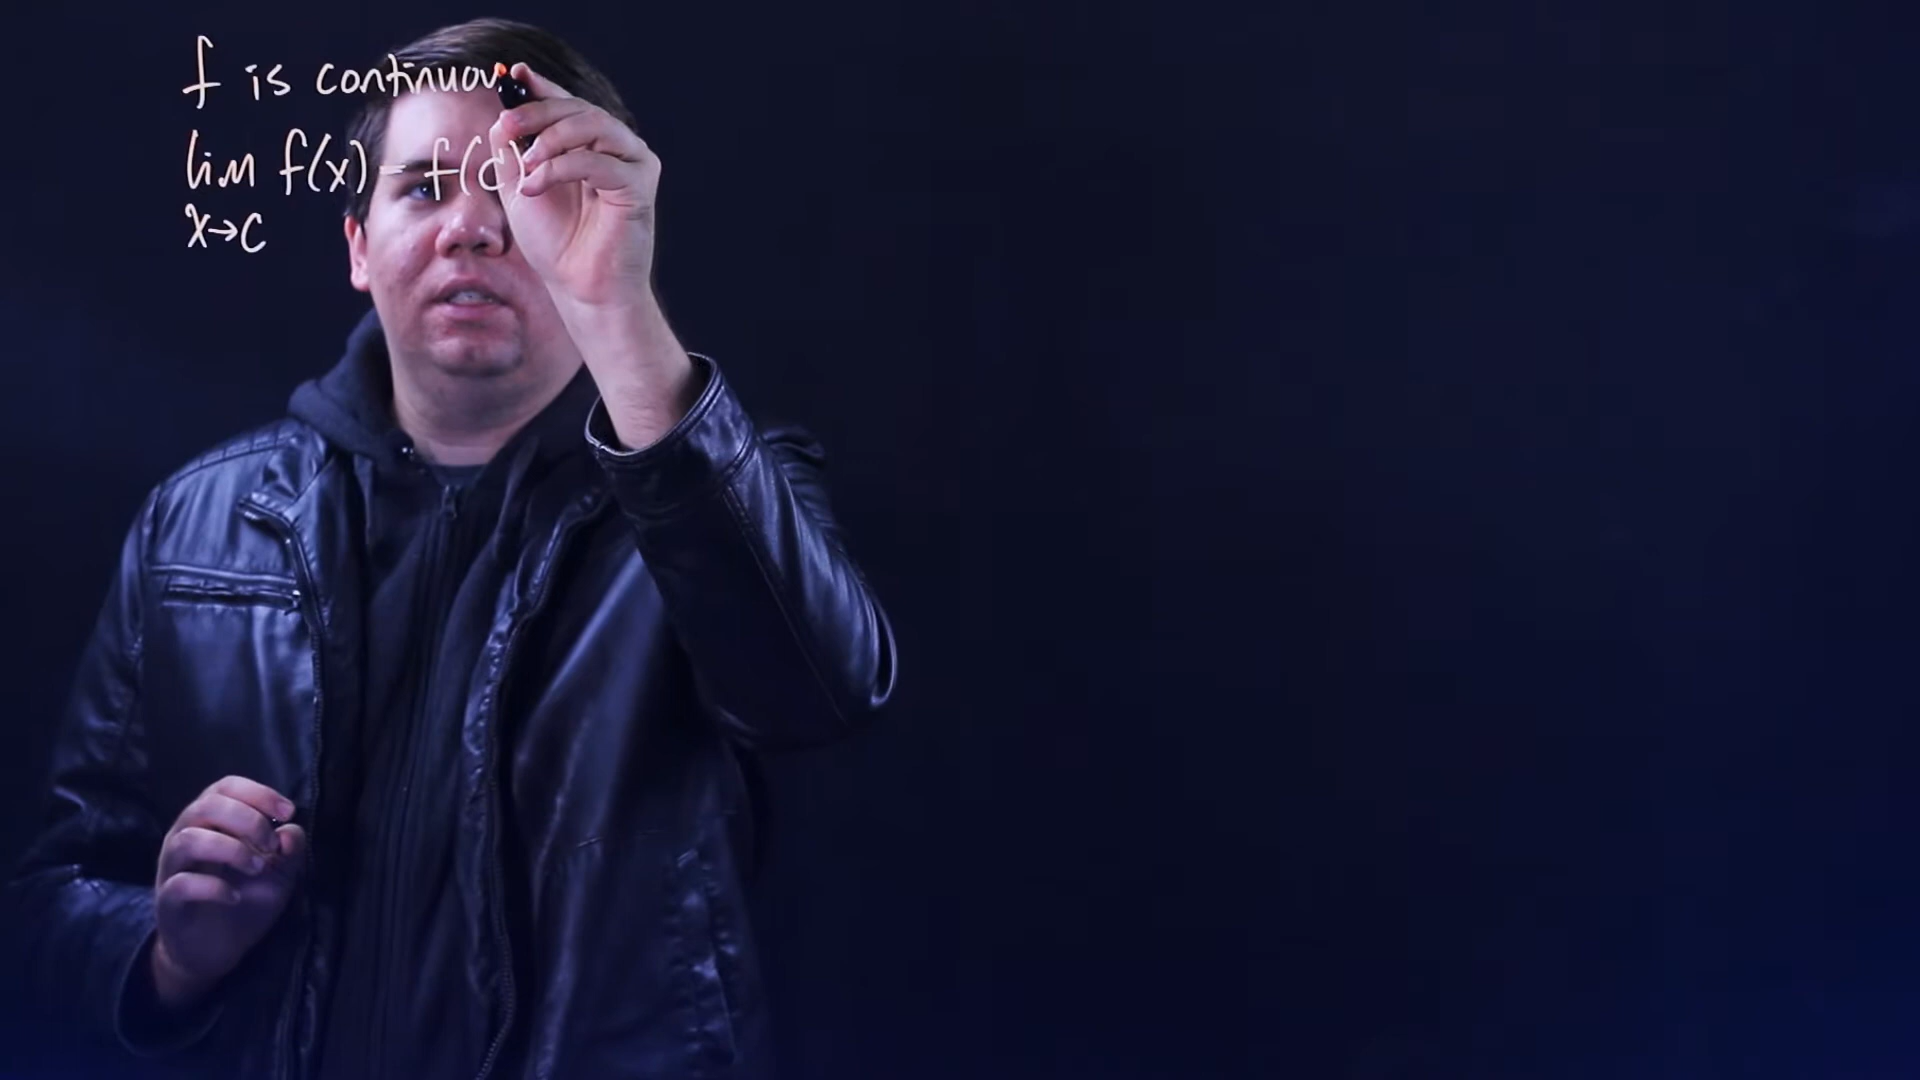 f is continuou
lim f(x) = f(c)
x→c